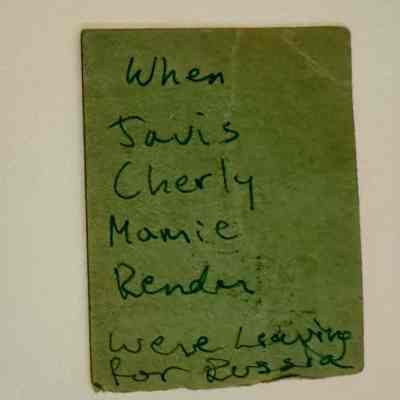 When
Javis
Cherly
Mamie
Render
were Leaving
for Russia